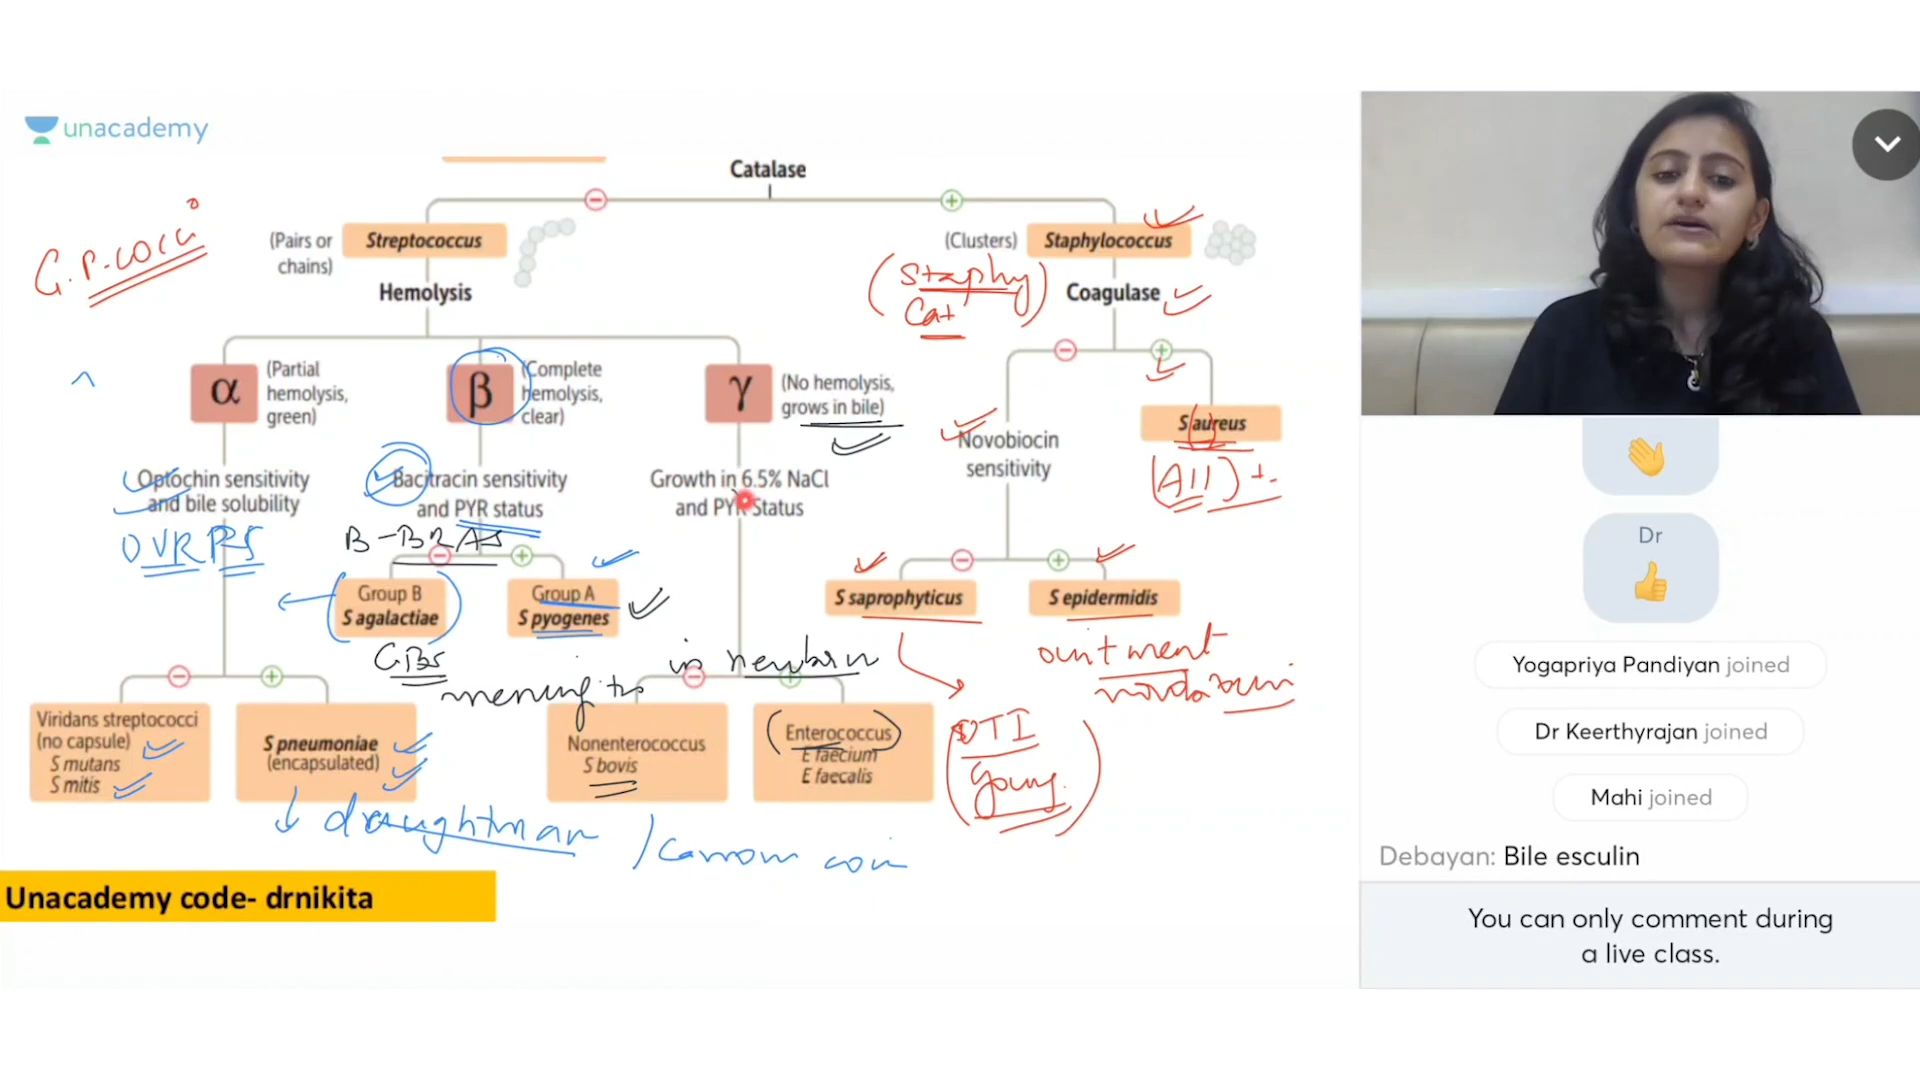 unacademy
Catalase
G.P. cocci
(Pairs or
chains)
Streptococcus
(Clusters)
Staphylococcus
(Staphy)
Cat
Hemolysis
Coagulase
α
(Partial
hemolysis,
green)
β
(Complete
hemolysis,
clear)
γ
(No hemolysis,
grows in bile)
S aureus
(All) +
Optochin sensitivity
and bile solubility
OVRPS
Bacitracin sensitivity
and PYR status
B-BRAS
Growth in 6.5% NaCl
and PYR Status
Novobiocin
sensitivity
Group B
S agalactiae
GBS
Group A
S pyogenes
in newborn
S saprophyticus
S epidermidis
ointment
UTI
young
Viridans streptococci
(no capsule)
S mutans
S mitis
S pneumoniae
(encapsulated)
Nonenterococcus
S bovis
(Enterococcus)
E faecium
E faecalis
draughtman / carrom coin
Unacademy code- drnikita
Dr
Yogapriya Pandiyan joined
Dr Keerthyrajan joined
Mahi joined
Debayan: Bile esculin
You can only comment during
a live class.